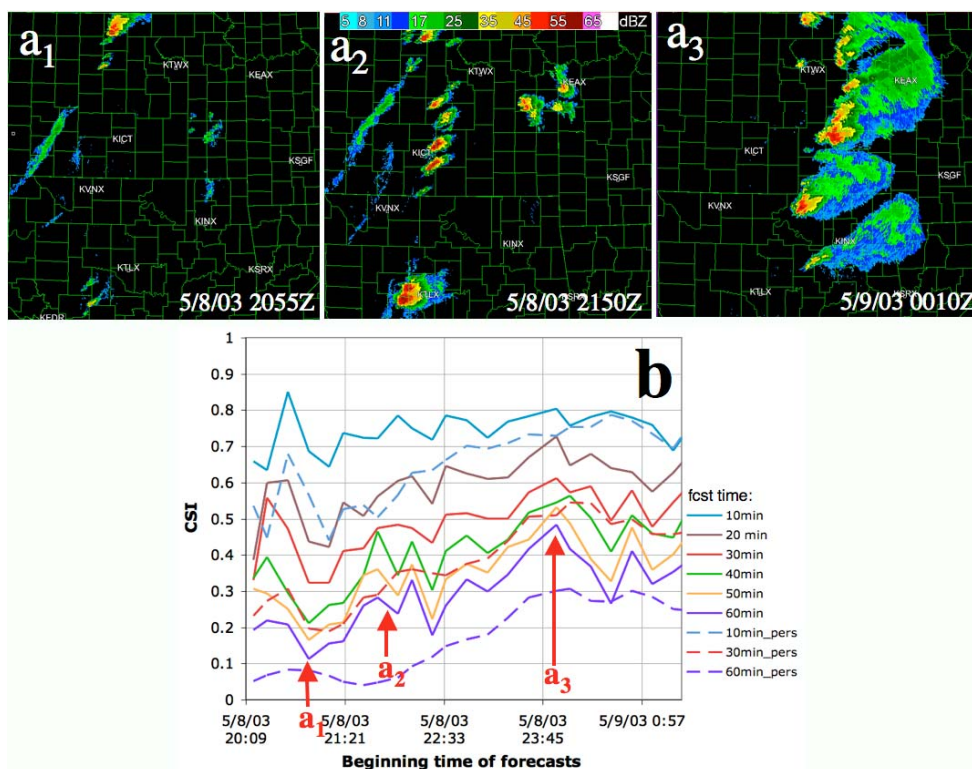 a1
KTWX
KEAX
KICT
KSGF
KVNX
KINX
KTLX
KSRX
KFDR
5/8/03 2055Z
5 8 11 17 25 35 45 55 65 dBZ
a2
KTWX
KEAX
KICT
KSGF
KVNX
KINX
KTLX
KSRX
5/8/03 2150Z
a3
KTWX
KEAX
KICT
KSGF
KVNX
KINX
KTLX
KSRX
5/9/03 0010Z
b
1
0.9
0.8
0.7
0.6
0.5
0.4
0.3
0.2
0.1
0
CSI
a1
a2
a3
5/8/03 20:09
5/8/03 21:21
5/8/03 22:33
5/8/03 23:45
5/9/03 0:57
Beginning time of forecasts
fcst time:
10min
20 min
30min
40min
50min
60min
10min_pers
30min_pers
60min_pers